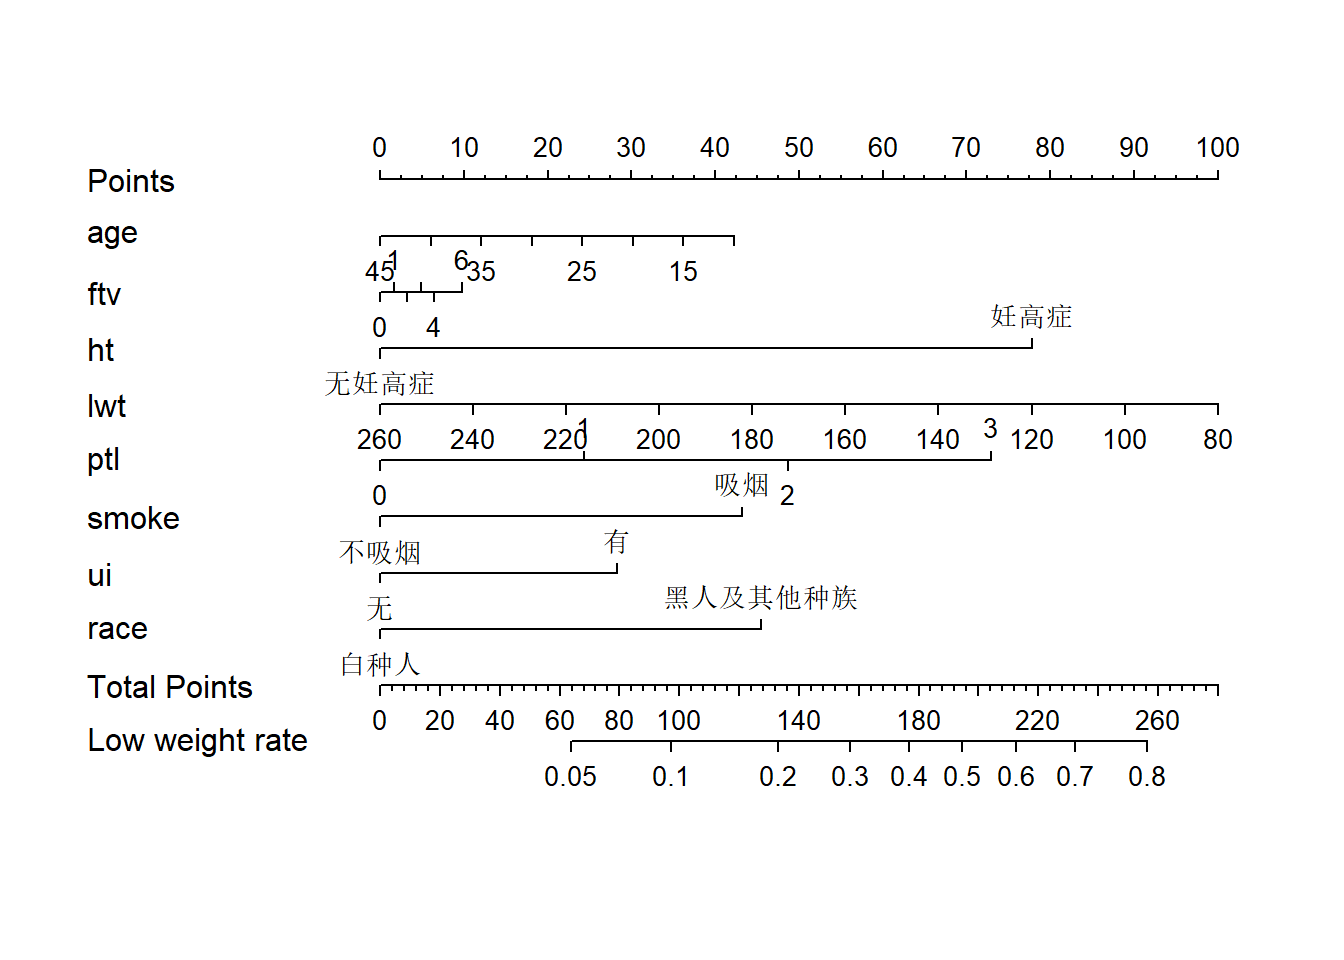 0 10 20 30 40 50 60 70 80 90 100
Points
age
45 35 25 15
1 6
ftv
0 4
妊高症
ht
无妊高症
lwt
260 240 220 200 180 160 140 120 100 80
1 3
ptl
0 2
吸烟
smoke
不吸烟
有
ui
无
黑人及其他种族
race
白种人
Total Points
0 20 40 60 80 100 140 180 220 260
Low weight rate
0.05 0.1 0.2 0.3 0.4 0.5 0.6 0.7 0.8